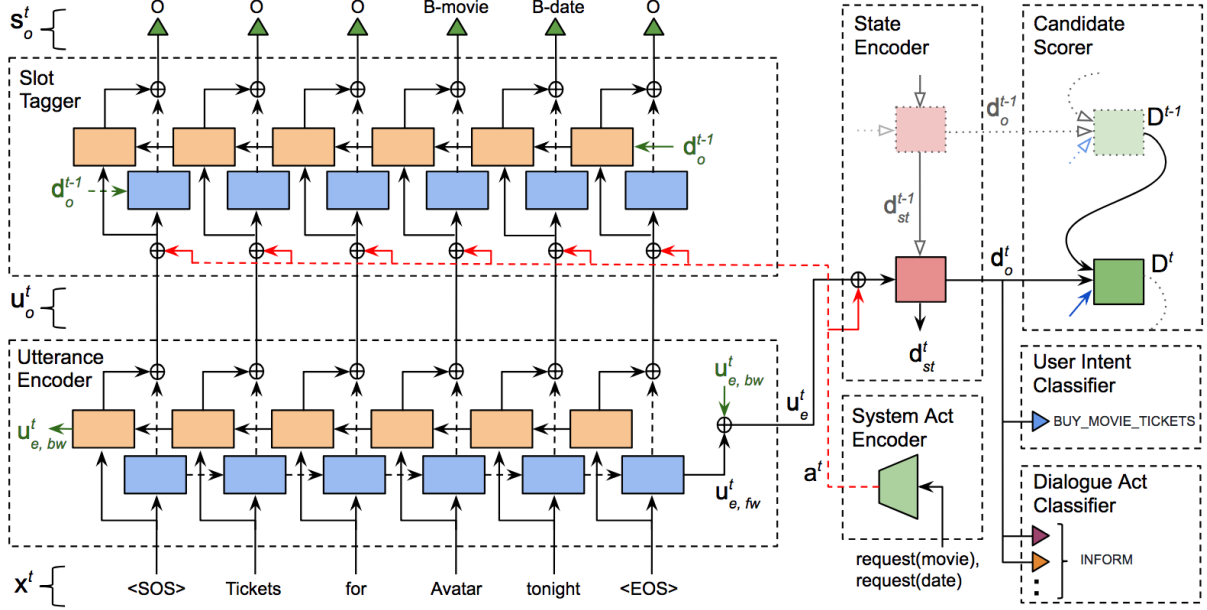 s_o^t
O O O B-movie B-date O
Slot
Tagger
d_o^{t-1}
d_o^{t-1}
u_o^t
Utterance
Encoder
u_{e, bw}^t
u_{e, bw}^t
u_{e, fw}^t
u_e^t
x^t
<SOS> Tickets for Avatar tonight <EOS>
State
Encoder
d_{st}^{t-1}
d_{st}^t
d_o^{t-1}
d_o^t
Candidate
Scorer
D^{t-1}
D^t
System Act
Encoder
a^t
request(movie),
request(date)
User Intent
Classifier
BUY_MOVIE_TICKETS
Dialogue Act
Classifier
INFORM